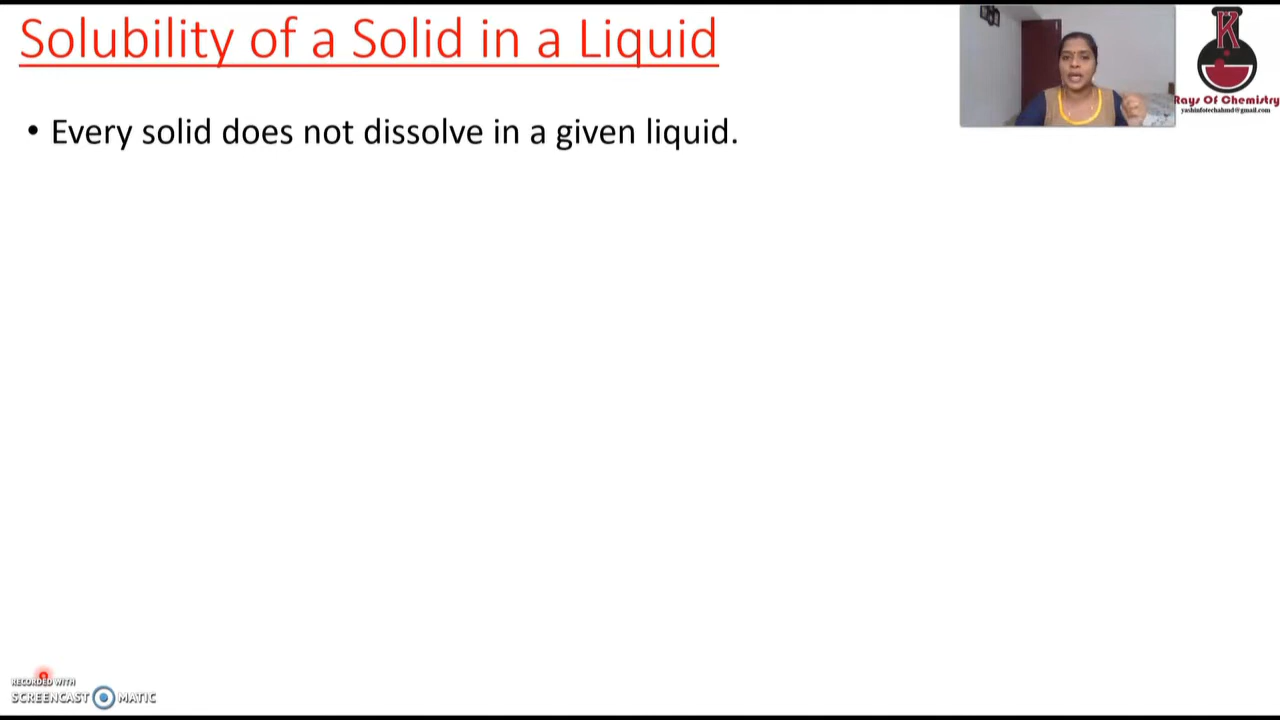 Solubility of a Solid in a Liquid
• Every solid does not dissolve in a given liquid.
K
Rays Of Chemistry
yashinfotechahmd@gmail.com
RECORDED WITH
SCREENCAST MATIC